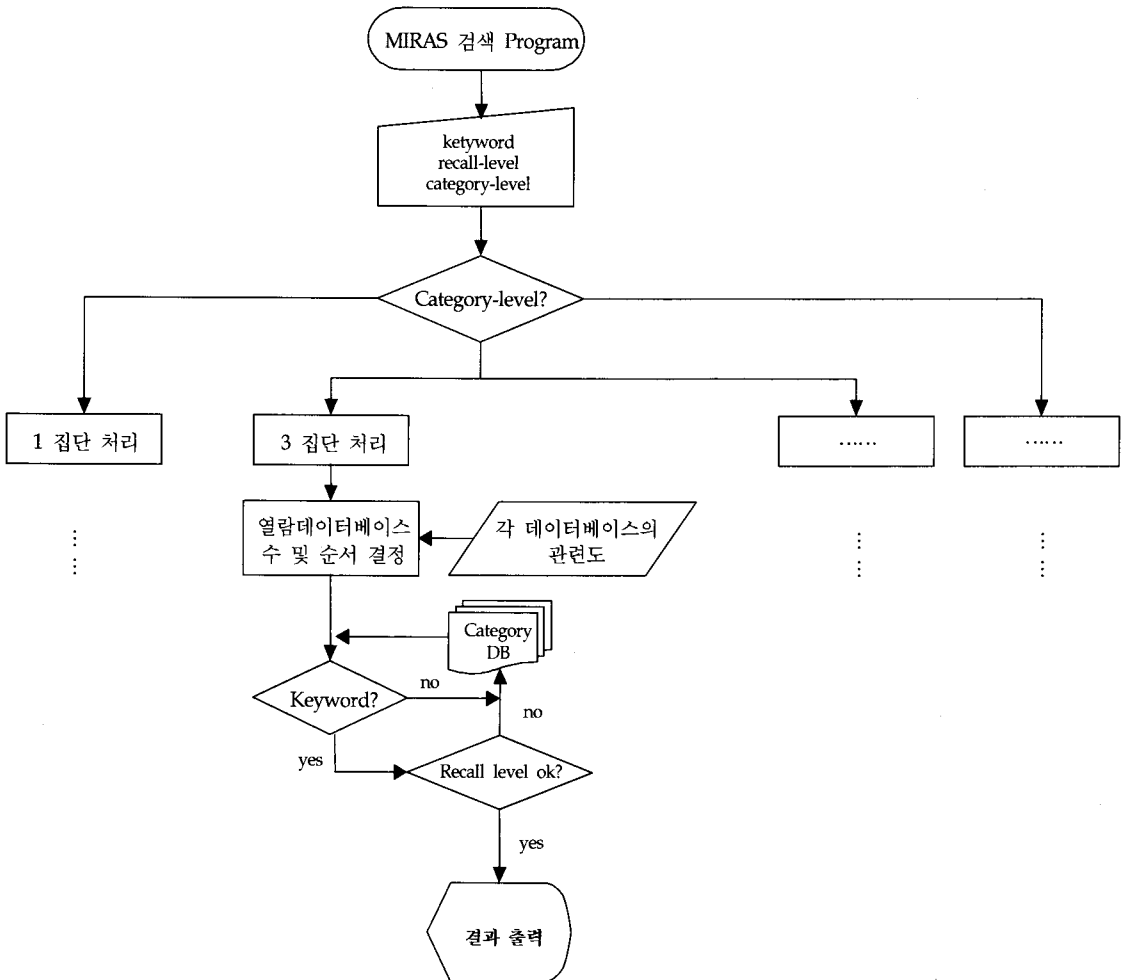 MIRAS 검색 Program
ketyword
recall-level
category-level
Category-level?
1 집단 처리
3 집단 처리
......
......
열람데이터베이스
수 및 순서 결정
각 데이터베이스의
관련도
Category
DB
Keyword?
no
no
yes
Recall level ok?
yes
결과 출력